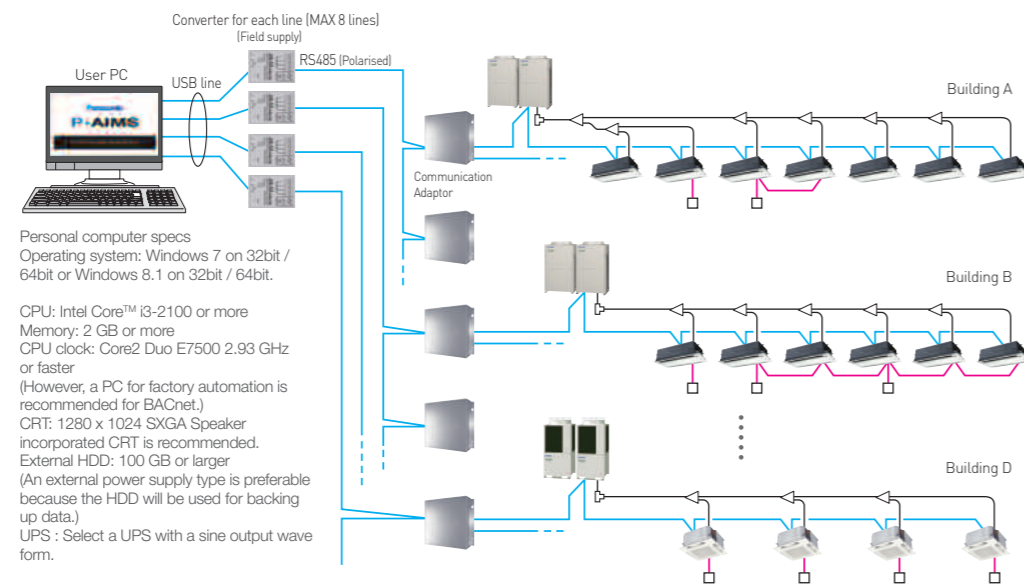 Converter for each line (MAX 8 lines)
(Field supply)
RS485 (Polarised)
User PC
USB line
Panasonic
P-AIMS
Communication
Adaptor
Building A
Building B
Building D
Personal computer specs
Operating system: Windows 7 on 32bit /
64bit or Windows 8.1 on 32bit / 64bit.
CPU: Intel Core™ i3-2100 or more
Memory: 2 GB or more
CPU clock: Core2 Duo E7500 2.93 GHz
or faster
(However, a PC for factory automation is
recommended for BACnet.)
CRT: 1280 x 1024 SXGA Speaker
incorporated CRT is recommended.
External HDD: 100 GB or larger
(An external power supply type is preferable
because the HDD will be used for backing
up data.)
UPS : Select a UPS with a sine output wave
form.